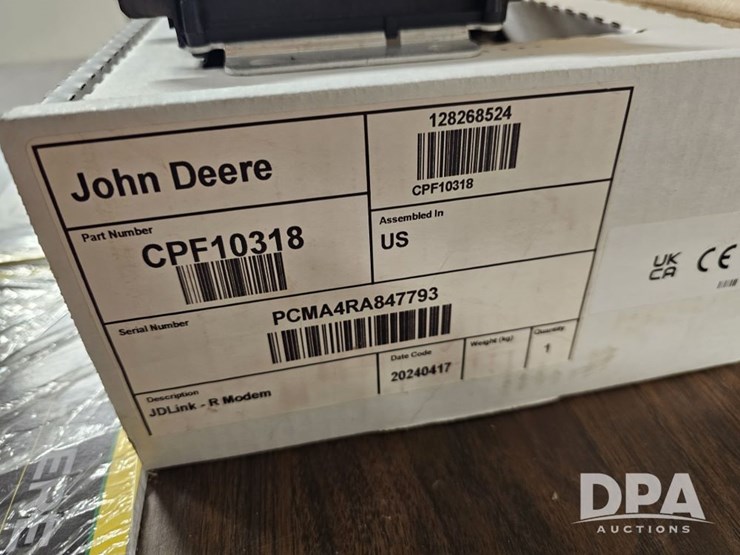 John Deere
128268524
CPF10318
Part Number
CPF10318
Assembled In
US
Serial Number
PCMA4RA847793
Description
JDLink - R Modem
Date Code
20240417
Weight (kg)
Quantity
1
UK
CA
CE
DPA
AUCTIONS